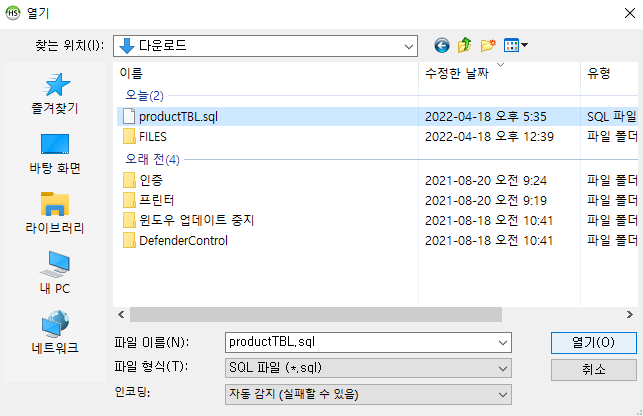 HS 열기
찾는 위치(I): 다운로드
이름 수정한 날짜 유형
오늘(2)
productTBL.sql 2022-04-18 오후 5:35 SQL 파일
FILES 2022-04-18 오후 12:39 파일 폴더
오래 전(4)
인증 2021-08-20 오전 9:24 파일 폴더
프린터 2021-08-20 오전 9:19 파일 폴더
윈도우 업데이트 중지 2021-08-18 오전 10:41 파일 폴더
DefenderControl 2021-08-18 오전 10:41 파일 폴더
즐겨찾기
바탕 화면
라이브러리
내 PC
네트워크
파일 이름(N): productTBL.sql 열기(O)
파일 형식(T): SQL 파일 (*.sql) 취소
인코딩: 자동 감지 (실패할 수 있음)